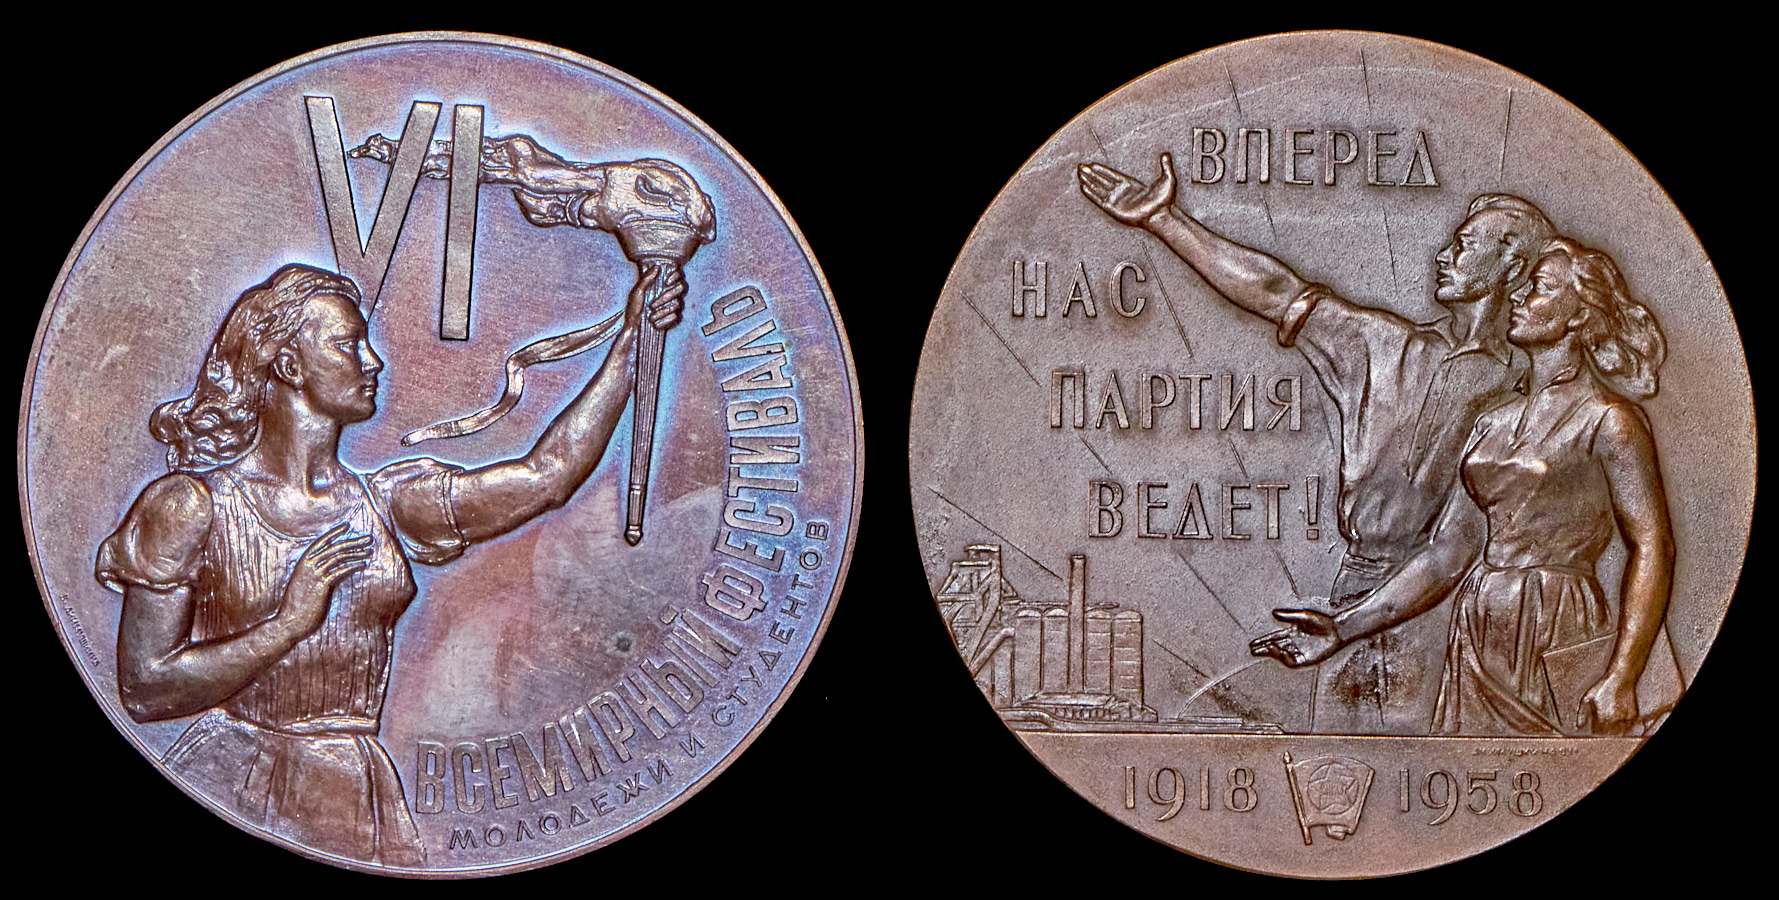 VI
ВСЕМИРНЫЙ ФЕСТИВАЛЬ
МОЛОДЕЖИ И СТУДЕНТОВ
ВПЕРЕД
НАС
ПАРТИЯ
ВЕДЕТ!
1918 1958